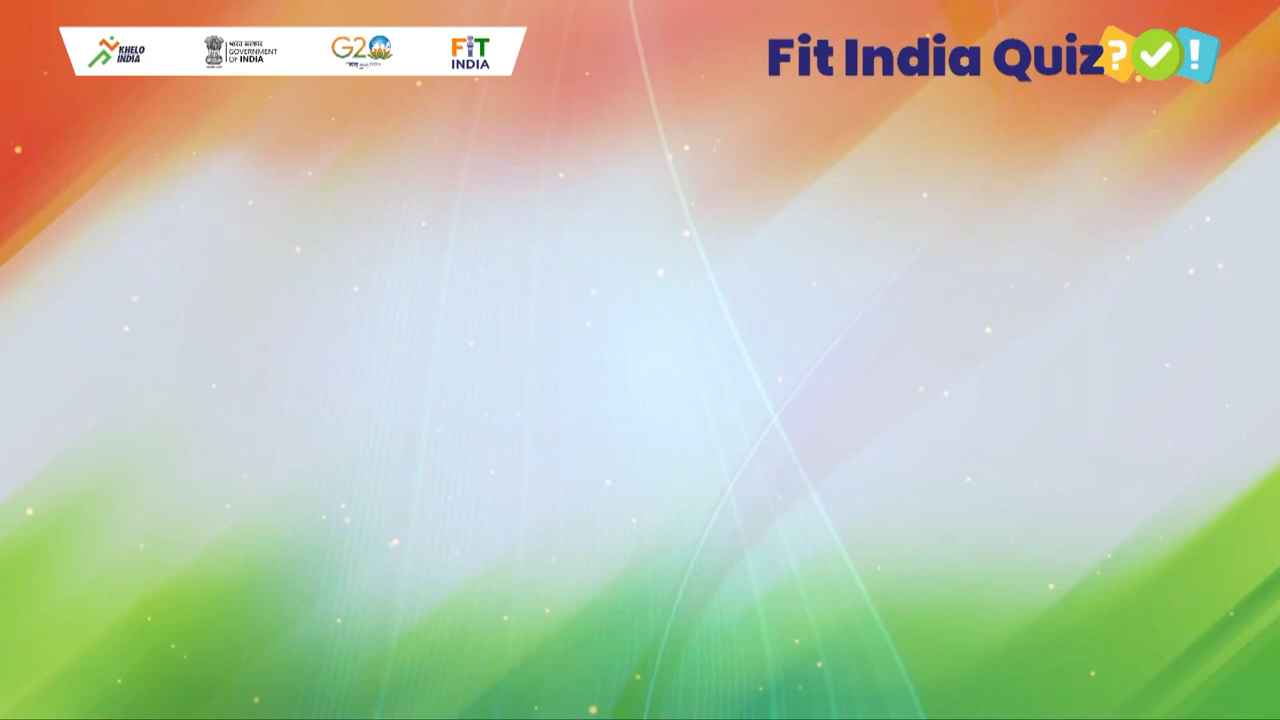 KHELO
INDIA
भारत सरकार
GOVERNMENT
OF INDIA
G20
FIT
INDIA
Fit India Quiz?!